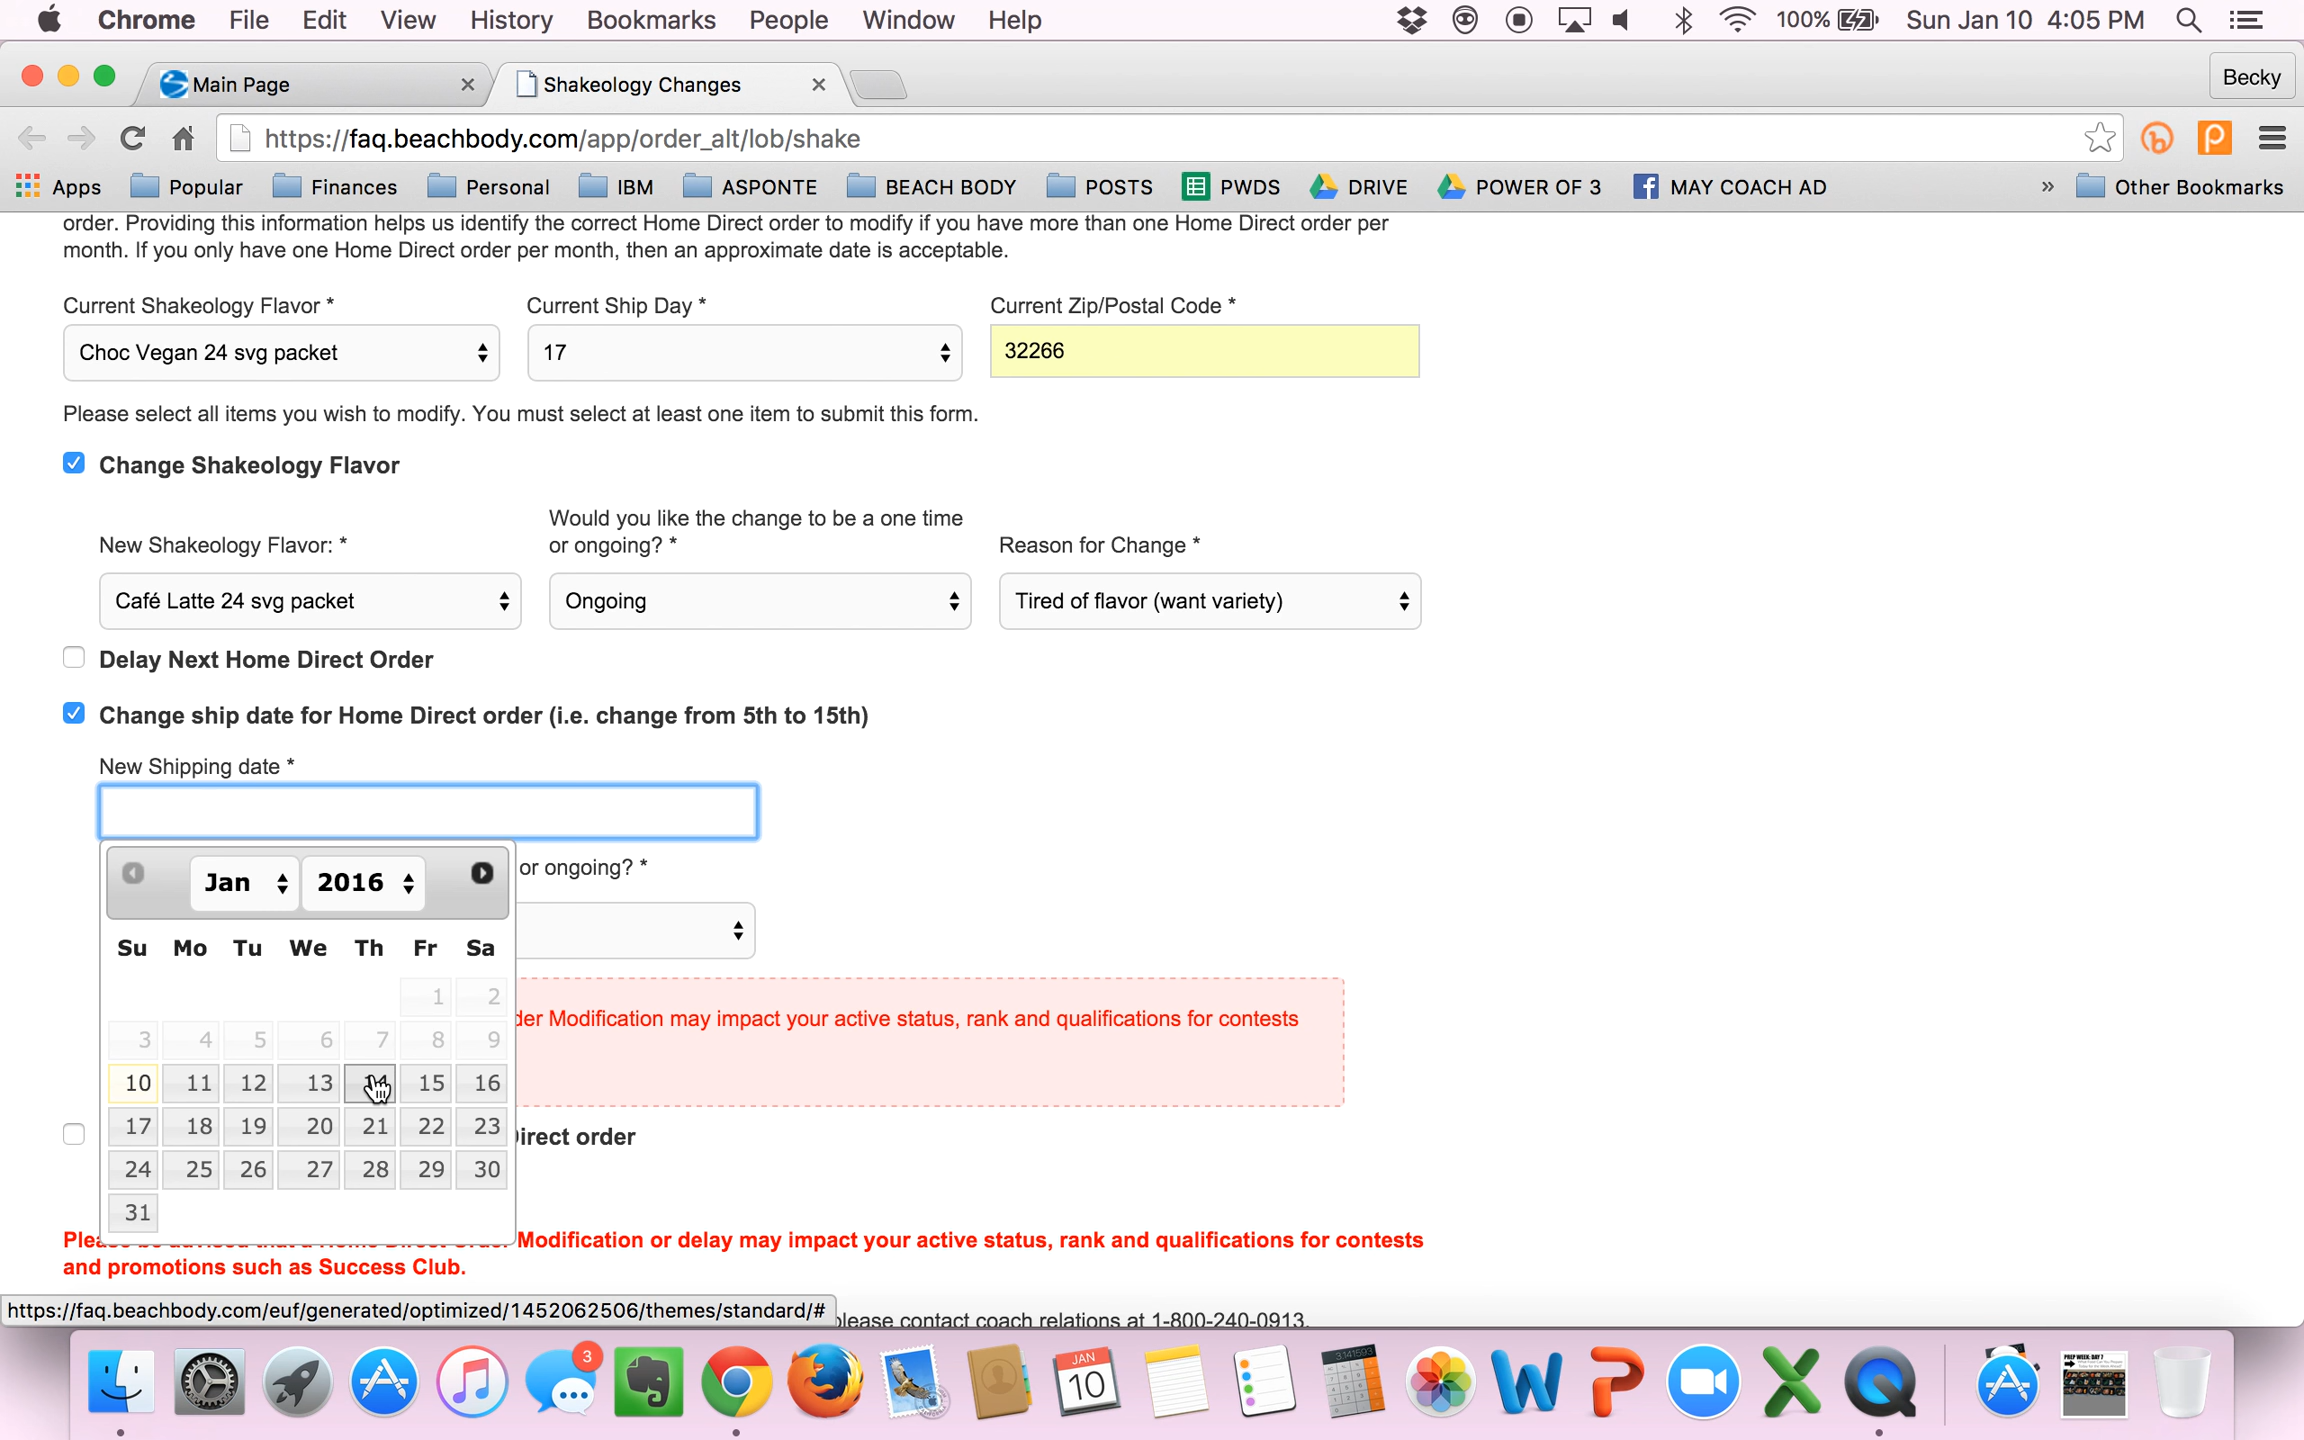 Chrome File Edit View History Bookmarks People Window Help 100% Sun Jan 10 4:05 PM
Main Page Shakeology Changes Becky
https://faq.beachbody.com/app/order_alt/lob/shake
Apps Popular Finances Personal IBM ASPONTE BEACH BODY POSTS PWDS DRIVE POWER OF 3 MAY COACH AD » Other Bookmarks
order. Providing this information helps us identify the correct Home Direct order to modify if you have more than one Home Direct order per
month. If you only have one Home Direct order per month, then an approximate date is acceptable.
Current Shakeology Flavor * Current Ship Day * Current Zip/Postal Code *
Choc Vegan 24 svg packet 17 32266
Please select all items you wish to modify. You must select at least one item to submit this form.
Change Shakeology Flavor
Would you like the change to be a one time
New Shakeology Flavor: * or ongoing? * Reason for Change *
Café Latte 24 svg packet Ongoing Tired of flavor (want variety)
Delay Next Home Direct Order
Change ship date for Home Direct order (i.e. change from 5th to 15th)
New Shipping date *
or ongoing? *
Jan 2016
Su Mo Tu We Th Fr Sa
1 2
der Modification may impact your active status, rank and qualifications for contests
3 4 5 6 7 8 9
10 11 12 13 14 15 16
17 18 19 20 21 22 23
Direct order
24 25 26 27 28 29 30
31
Modification or delay may impact your active status, rank and qualifications for contests
and promotions such as Success Club.
https://faq.beachbody.com/euf/generated/optimized/1452062506/themes/standard/# please contact coach relations at 1-800-240-0913.
3
JAN
10
3.141593
PREP WEEK: DAY 7